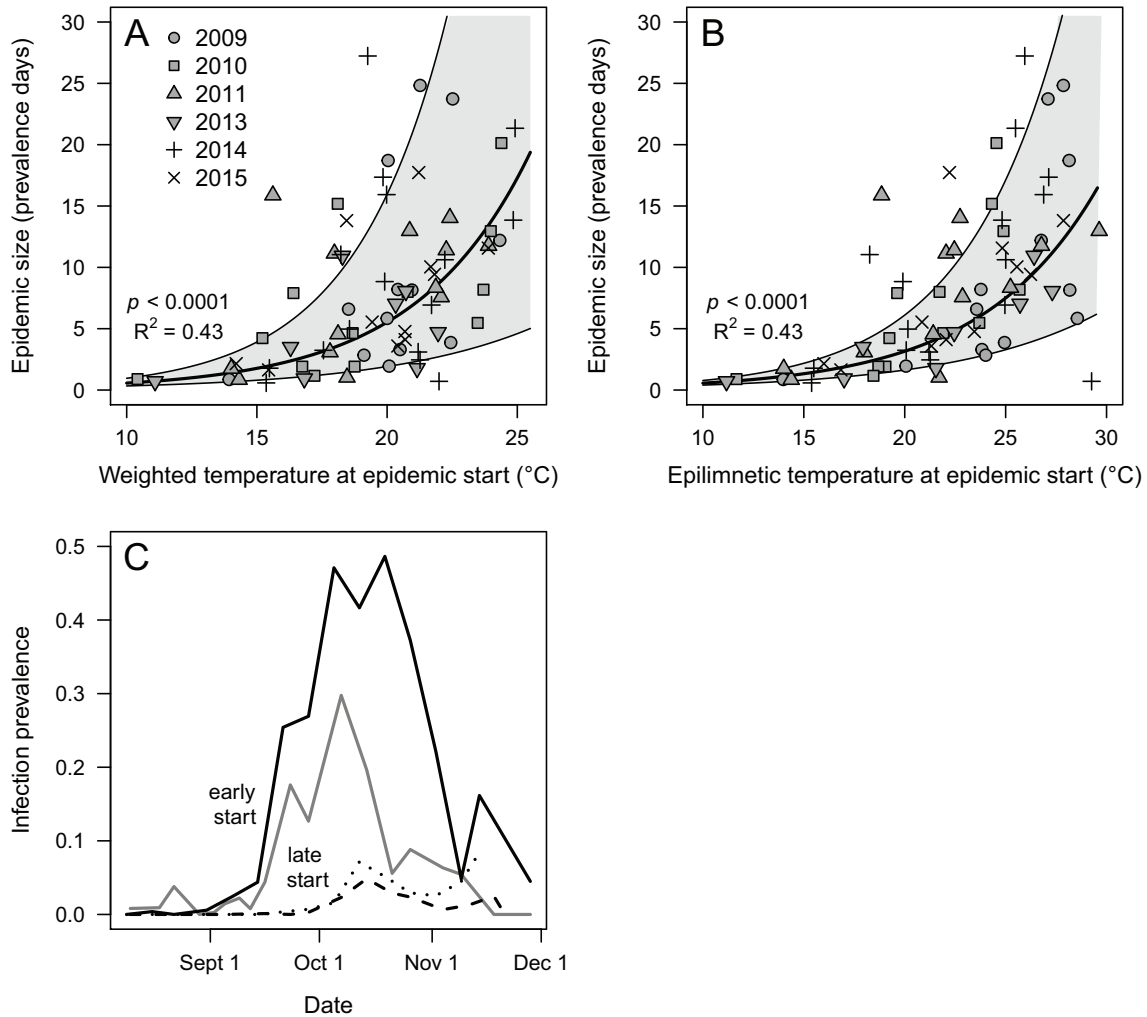 A
2009
2010
2011
2013
2014
2015
30
25
20
15
10
5
0
Epidemic size (prevalence days)
p < 0.0001
R² = 0.43
10 15 20 25
Weighted temperature at epidemic start (°C)
B
30
25
20
15
10
5
0
Epidemic size (prevalence days)
p < 0.0001
R² = 0.43
10 15 20 25 30
Epilimnetic temperature at epidemic start (°C)
C
0.5
0.4
0.3
0.2
0.1
0.0
Infection prevalence
early
start
late
start
Sept 1 Oct 1 Nov 1 Dec 1
Date